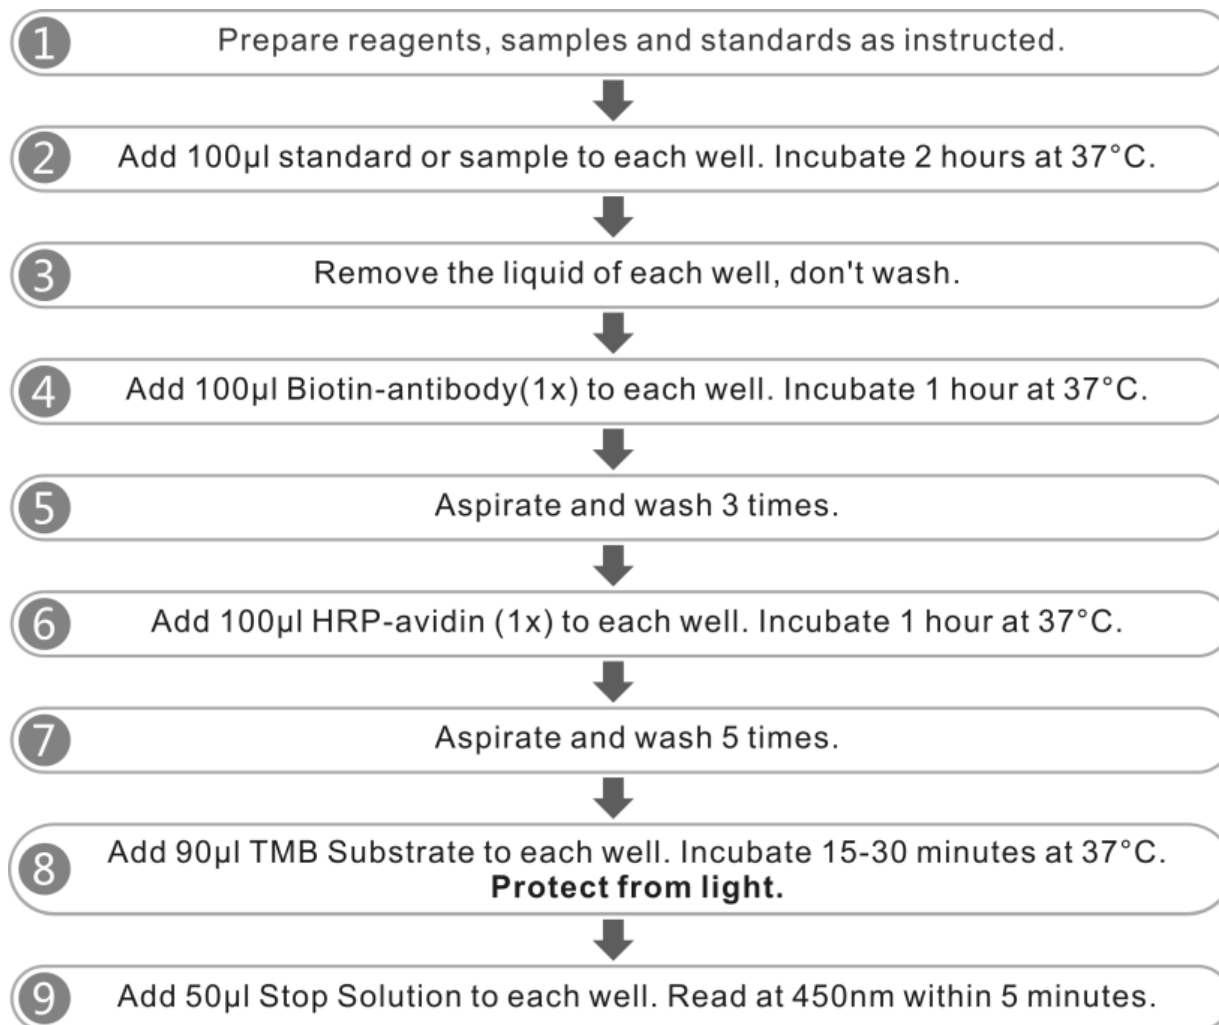 1 Prepare reagents, samples and standards as instructed.
2 Add 100μl standard or sample to each well. Incubate 2 hours at 37°C.
3 Remove the liquid of each well, don't wash.
4 Add 100μl Biotin-antibody(1x) to each well. Incubate 1 hour at 37°C.
5 Aspirate and wash 3 times.
6 Add 100μl HRP-avidin (1x) to each well. Incubate 1 hour at 37°C.
7 Aspirate and wash 5 times.
8 Add 90μl TMB Substrate to each well. Incubate 15-30 minutes at 37°C.
Protect from light.
9 Add 50μl Stop Solution to each well. Read at 450nm within 5 minutes.